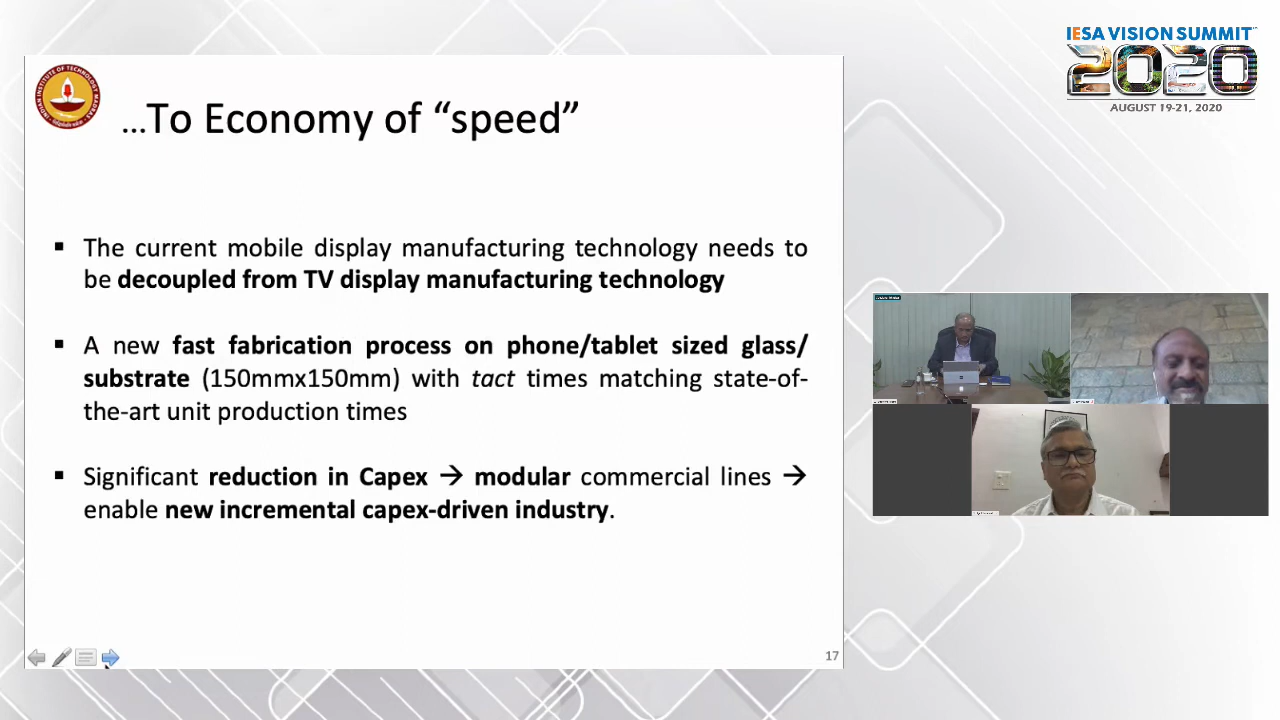 IESA VISION SUMMIT
2020
AUGUST 19-21, 2020
...To Economy of “speed”
▪ The current mobile display manufacturing technology needs to
be decoupled from TV display manufacturing technology
▪ A new fast fabrication process on phone/tablet sized glass/
substrate (150mmx150mm) with tact times matching state-of-
the-art unit production times
▪ Significant reduction in Capex → modular commercial lines →
enable new incremental capex-driven industry.
17